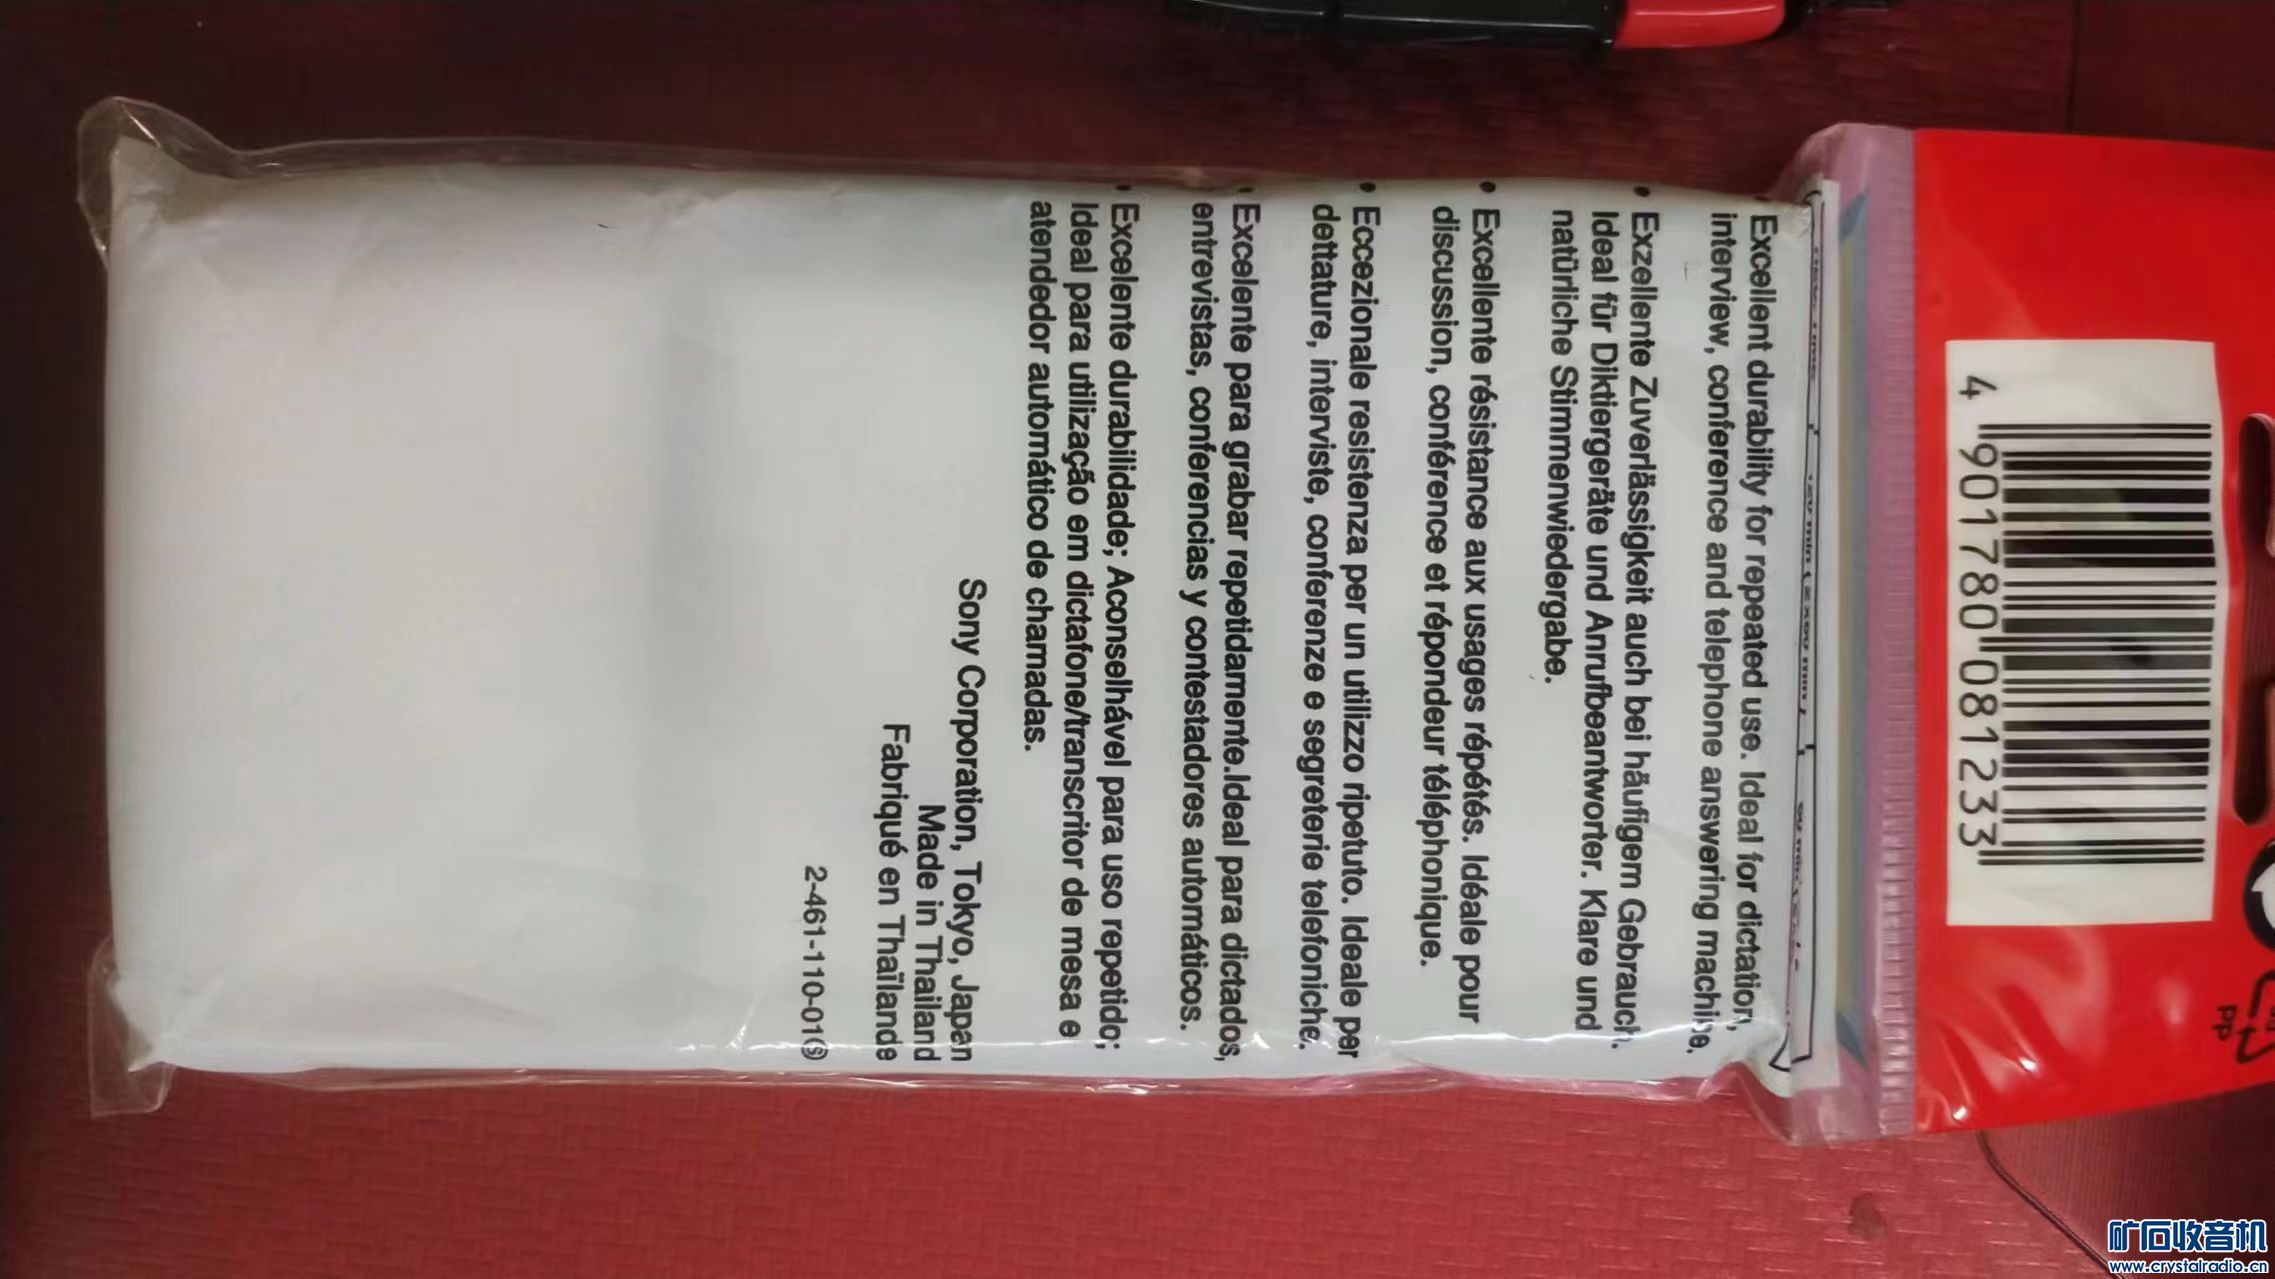 4 901780 081233
PP
Excellent durability for repeated use. Ideal for dictation,
interview, conference and telephone answering machine.
• Exzellente Zuverlässigkeit auch bei häufigem Gebrauch.
Ideal für Diktiergeräte und Anrufbeantworter. Klare und
natürliche Stimmenwiedergabe.
• Excellente résistance aux usages répétés. Idéale pour
discussion, conférence et répondeur téléphonique.
• Eccezionale resistenza per un utilizzo ripetuto. Ideale per
dettature, interviste, conferenze e segreterie telefoniche.
• Excelente para grabar repetidamente.Ideal para dictados,
entrevistas, conferencias y contestadores automáticos.
• Excelente durabilidade; Aconselhável para uso repetido;
Ideal para utilização em dictafone/transcritor de mesa e
atendedor automático de chamadas.
Sony Corporation, Tokyo, Japan
Made in Thailand
Fabriqué en Thaïlande
2-461-110-01Ⓢ
矿石收音机
www.crystalradio.cn